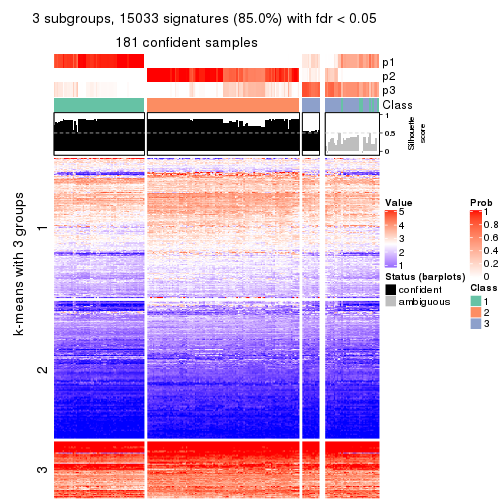 3 subgroups, 15033 signatures (85.0%) with fdr < 0.05
181 confident samples
p1
p2
p3
Class
1
0.5
0
Silhouette
score
k-means with 3 groups
1
2
3
Value
5
4
3
2
1
Status (barplots)
confident
ambiguous
Prob
1
0.8
0.6
0.4
0.2
0
Class
1
2
3